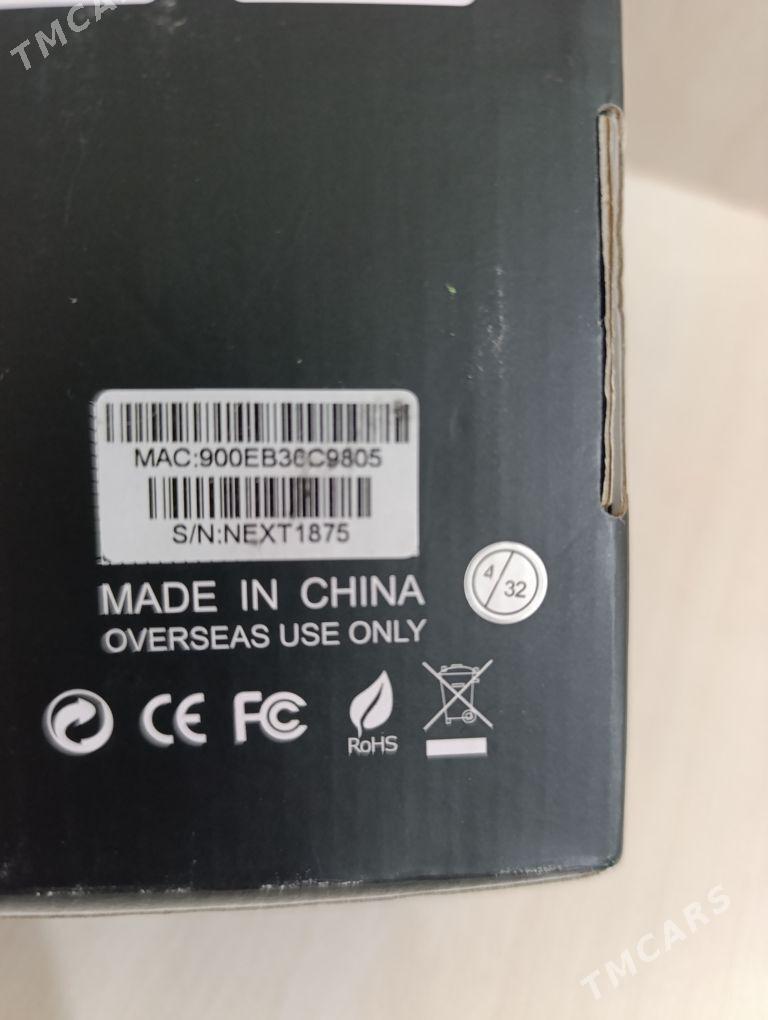 TMCARS
MAC:900EB36C9805
S/N:NEXT1875
4/32
MADE IN CHINA
OVERSEAS USE ONLY
CE FC
RoHS
TMCARS